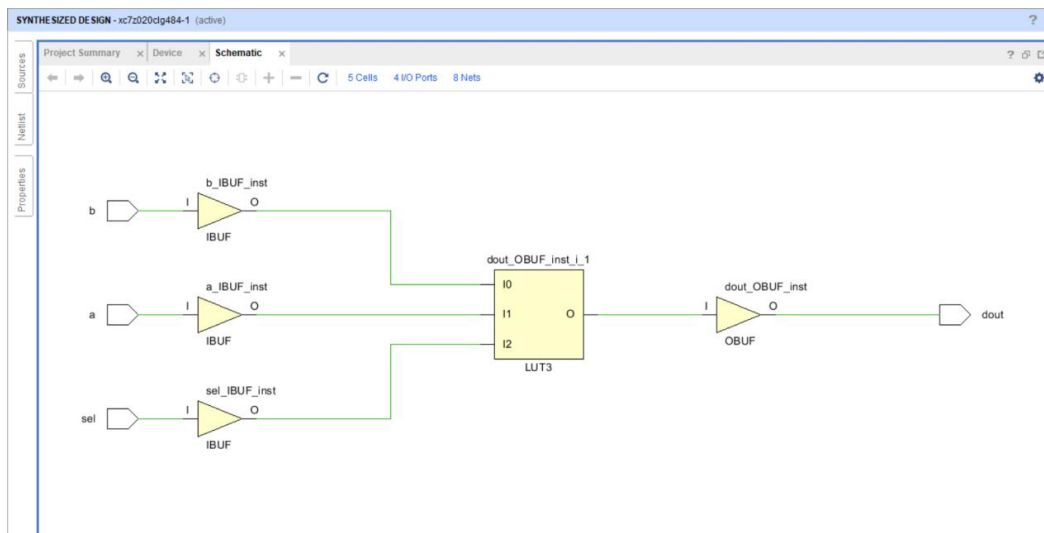 SYNTHESIZED DESIGN - xc7z020clg484-1 (active) ?
Sources
Netlist
Properties
Project Summary × Device × Schematic × ?
5 Cells 4 I/O Ports 8 Nets
b_IBUF_inst
b I O
IBUF
dout_OBUF_inst_i_1
I0
a_IBUF_inst
dout_OBUF_inst
a I O I1 O I O dout
IBUF
OBUF
I2
LUT3
sel_IBUF_inst
sel I O
IBUF